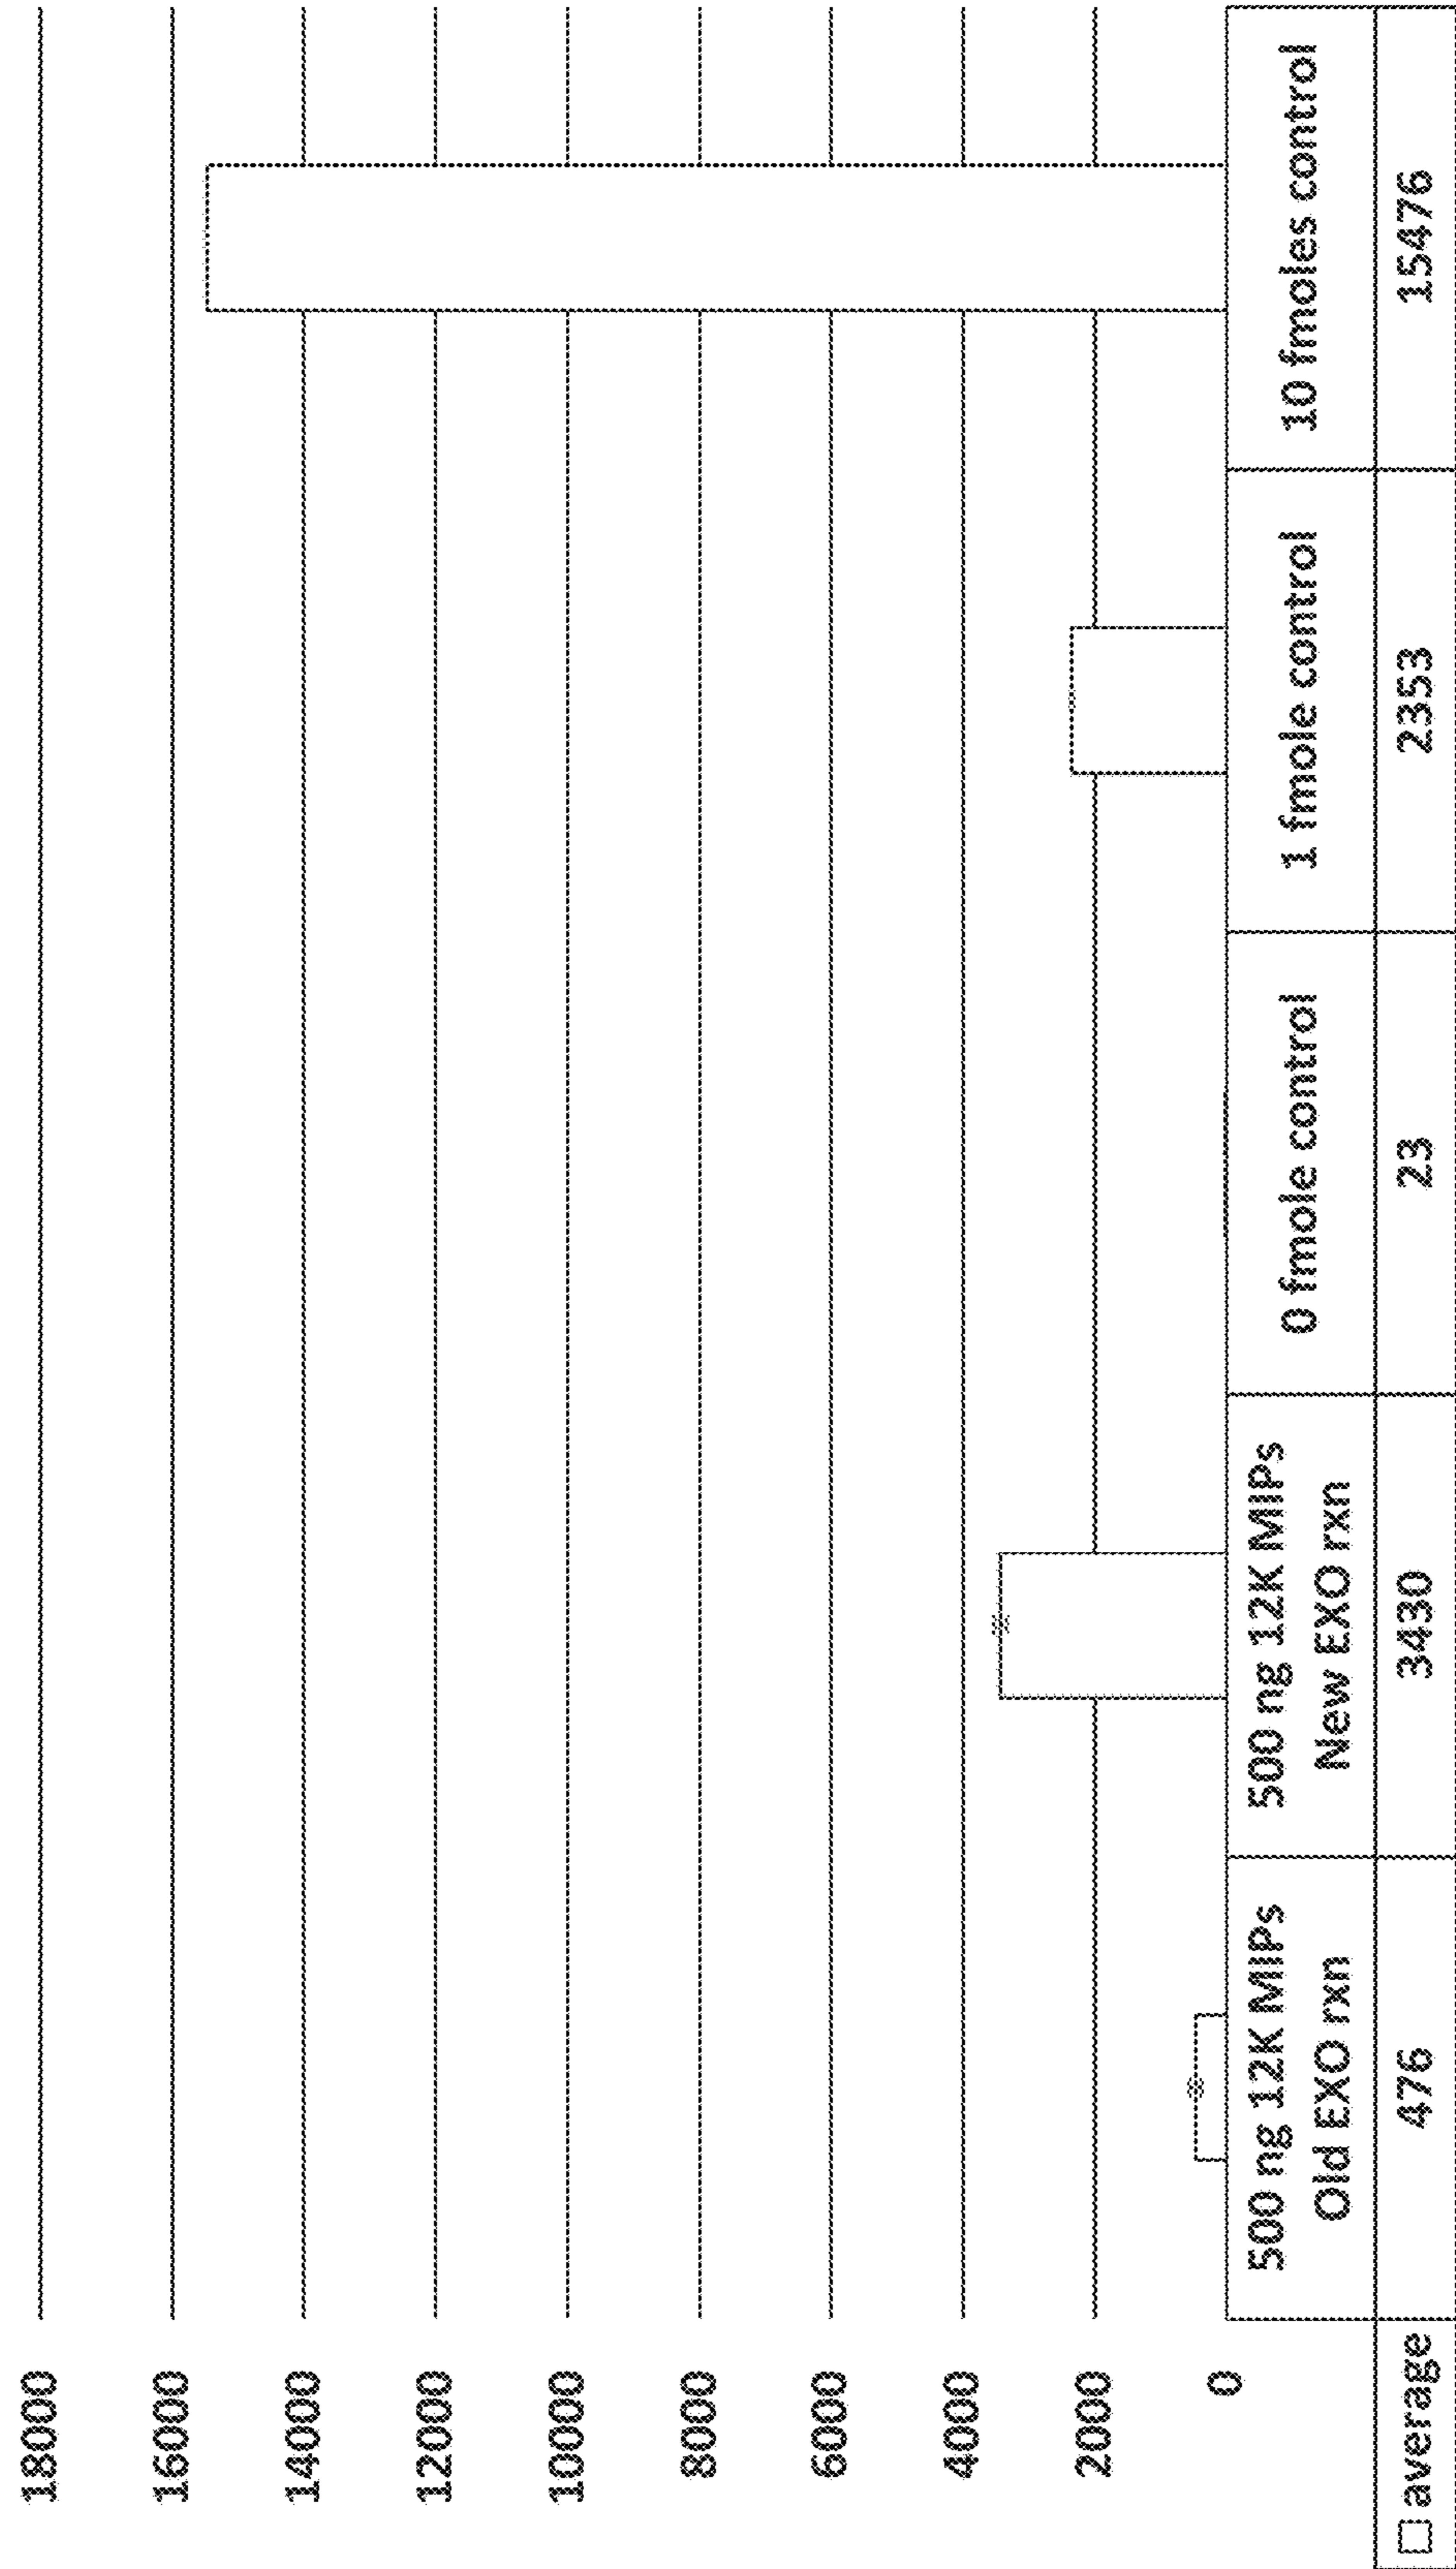 18000
16000
14000
12000
10000
8000
6000
4000
2000
0
500 ng 12K MIPs
Old EXO rxn
500 ng 12K MIPs
New EXO rxn
0 fmole control
1 fmole control
10 fmoles control
average
476
3430
23
2353
15476